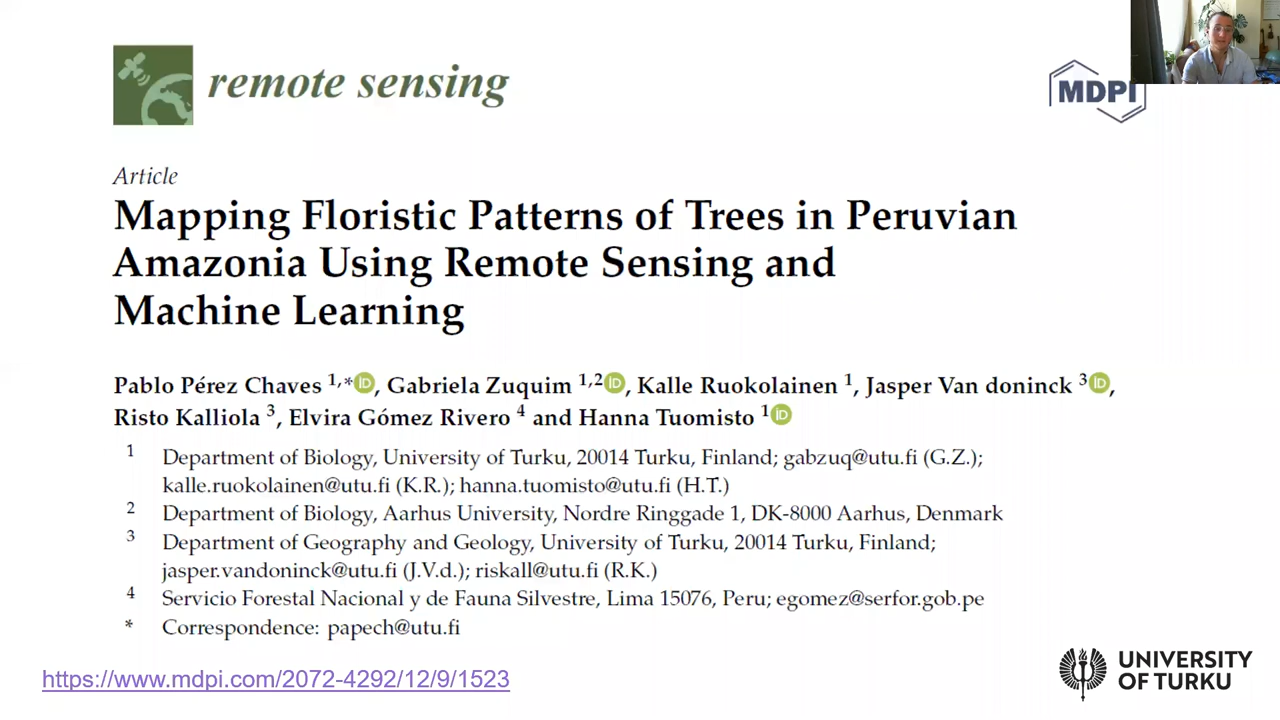 remote sensing
MDPI
Article
Mapping Floristic Patterns of Trees in Peruvian
Amazonia Using Remote Sensing and
Machine Learning
Pablo Pérez Chaves 1,* iD, Gabriela Zuquim 1,2 iD, Kalle Ruokolainen 1, Jasper Van doninck 3 iD,
Risto Kalliola 3, Elvira Gómez Rivero 4 and Hanna Tuomisto 1 iD
1 Department of Biology, University of Turku, 20014 Turku, Finland; gabzuq@utu.fi (G.Z.);
kalle.ruokolainen@utu.fi (K.R.); hanna.tuomisto@utu.fi (H.T.)
2 Department of Biology, Aarhus University, Nordre Ringgade 1, DK-8000 Aarhus, Denmark
3 Department of Geography and Geology, University of Turku, 20014 Turku, Finland;
jasper.vandoninck@utu.fi (J.V.d.); riskall@utu.fi (R.K.)
4 Servicio Forestal Nacional y de Fauna Silvestre, Lima 15076, Peru; egomez@serfor.gob.pe
* Correspondence: papech@utu.fi
https://www.mdpi.com/2072-4292/12/9/1523
UNIVERSITY
OF TURKU